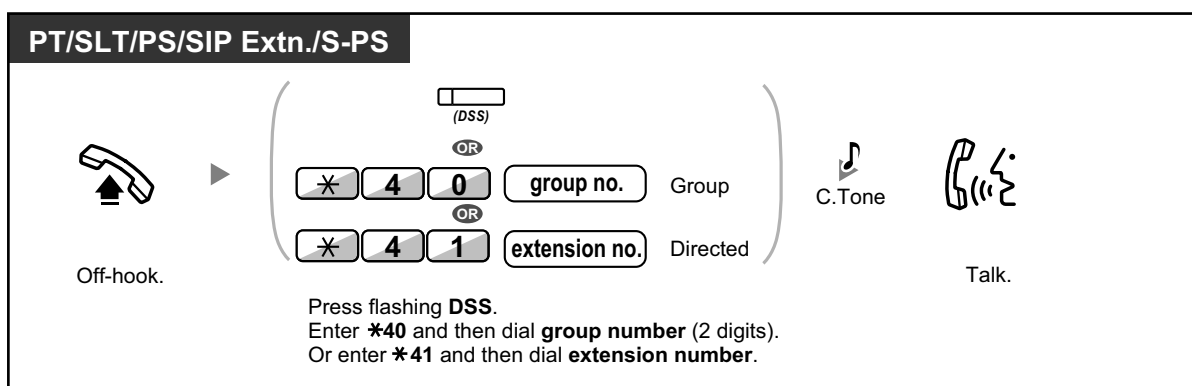 PT/SLT/PS/SIP Extn./S-PS
(DSS)
OR
* 4 0 group no. Group
OR
* 4 1 extension no. Directed
C.Tone
Off-hook.
Talk.
Press flashing DSS.
Enter *40 and then dial group number (2 digits).
Or enter *41 and then dial extension number.